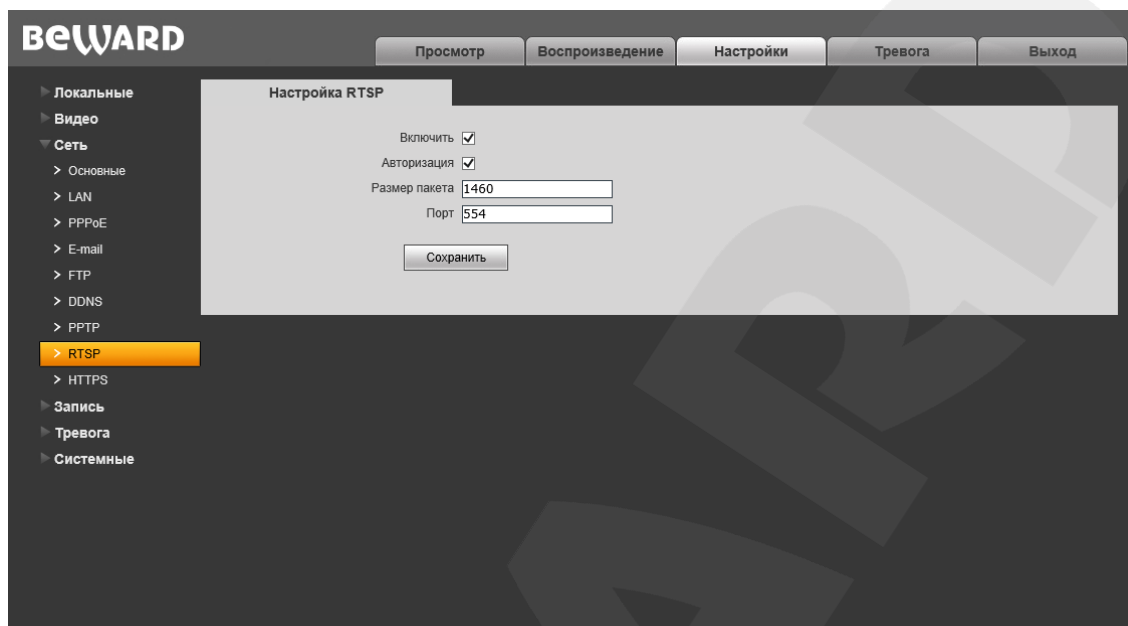 BEWARD
Просмотр Воспроизведение Настройки Тревога Выход
Локальные
Видео
Сеть
Основные
LAN
PPPoE
E-mail
FTP
DDNS
PPTP
RTSP
HTTPS
Запись
Тревога
Системные
Настройка RTSP
Включить
Авторизация
Размер пакета 1460
Порт 554
Сохранить